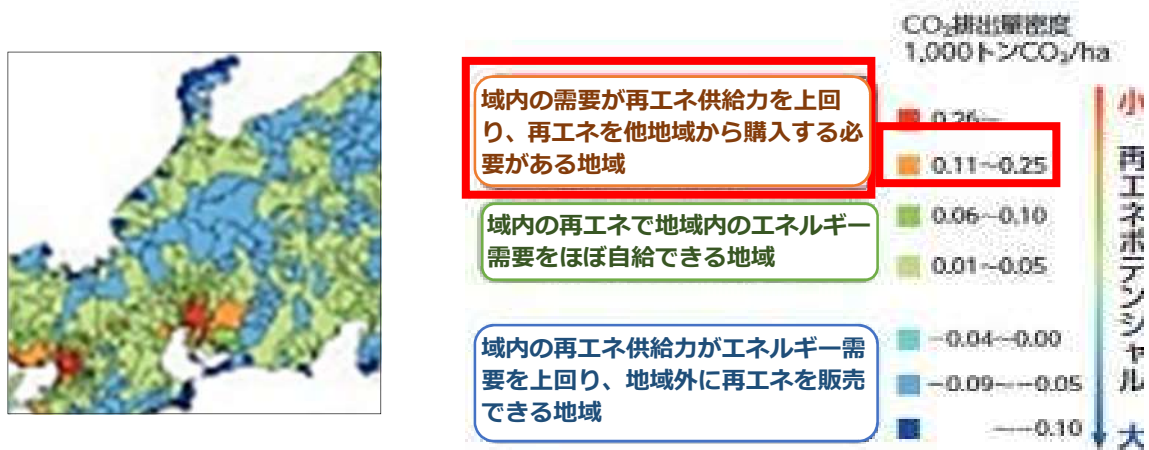 CO₂排出量密度
1,000トンCO₂/ha
域内の需要が再エネ供給力を上回
り、再エネを他地域から購入する必
要がある地域
0.26―
0.11~0.25
域内の再エネで地域内のエネルギー
需要をほぼ自給できる地域
0.06~0.10
0.01~0.05
域内の再エネ供給力がエネルギー需
要を上回り、地域外に再エネを販売
できる地域
−0.04~0.00
−0.09~−0.05
~−0.10
小 再エネポテンシャル 大